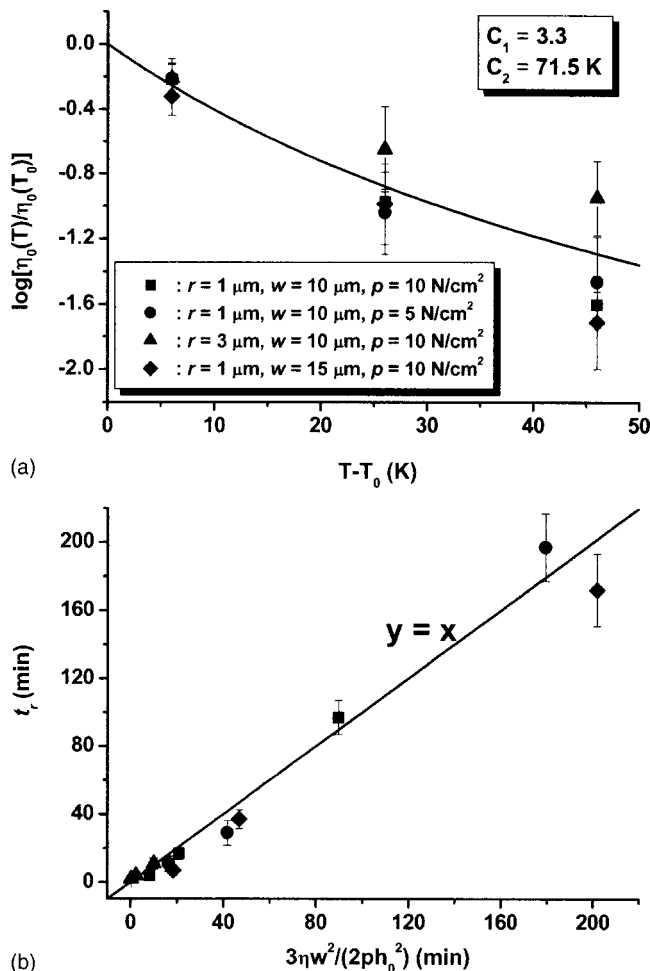 C₁ = 3.3
C₂ = 71.5 K
0.0
-0.4
-0.8
-1.2
-1.6
-2.0
log[η₀(T)/η₀(T₀)]
■ : r = 1 μm, w = 10 μm, p = 10 N/cm²
● : r = 1 μm, w = 10 μm, p = 5 N/cm²
▲ : r = 3 μm, w = 10 μm, p = 10 N/cm²
◆ : r = 1 μm, w = 15 μm, p = 10 N/cm²
0 10 20 30 40 50
(a)
T-T₀ (K)
200
160
120
80
40
0
tᵣ (min)
y = x
0 40 80 120 160 200
(b)
3ηw²/(2ph₀²) (min)